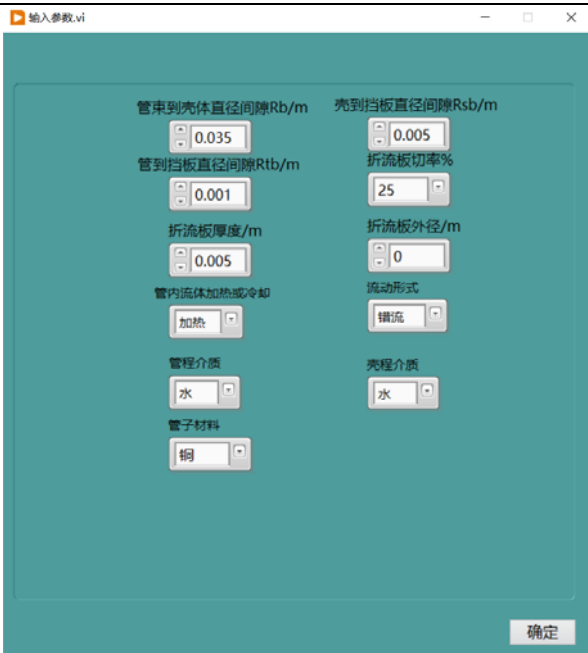 输入参数.vi
管束到壳体直径间隙Rb/m
壳到挡板直径间隙Rsb/m
0.035
0.005
管到挡板直径间隙Rtb/m
折流板切率%
0.001
25
折流板厚度/m
折流板外径/m
0.005
0
管内流体加热或冷却
流动形式
加热
错流
管程介质
壳程介质
水
水
管子材料
铜
确定